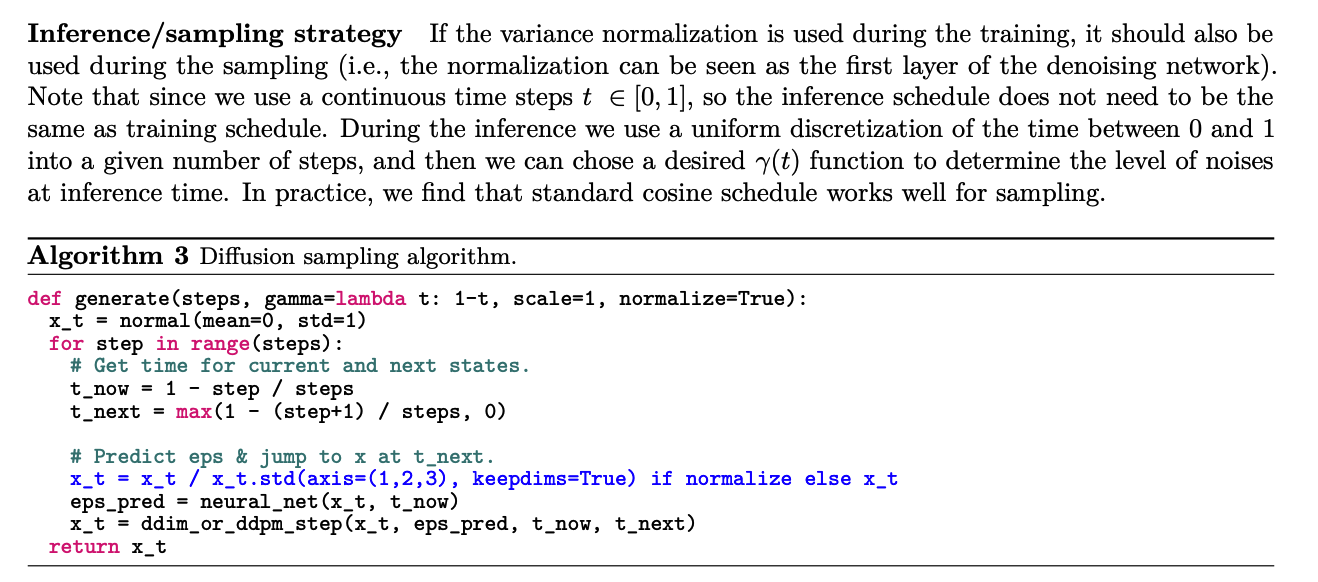 Inference/sampling strategy If the variance normalization is used during the training, it should also be
used during the sampling (i.e., the normalization can be seen as the first layer of the denoising network).
Note that since we use a continuous time steps t ∈ [0, 1], so the inference schedule does not need to be the
same as training schedule. During the inference we use a uniform discretization of the time between 0 and 1
into a given number of steps, and then we can chose a desired γ(t) function to determine the level of noises
at inference time. In practice, we find that standard cosine schedule works well for sampling.
Algorithm 3 Diffusion sampling algorithm.
def generate(steps, gamma=lambda t: 1-t, scale=1, normalize=True):
  x_t = normal(mean=0, std=1)
  for step in range(steps):
    # Get time for current and next states.
    t_now = 1 - step / steps
    t_next = max(1 - (step+1) / steps, 0)

    # Predict eps & jump to x at t_next.
    x_t = x_t / x_t.std(axis=(1,2,3), keepdims=True) if normalize else x_t
    eps_pred = neural_net(x_t, t_now)
    x_t = ddim_or_ddpm_step(x_t, eps_pred, t_now, t_next)
  return x_t